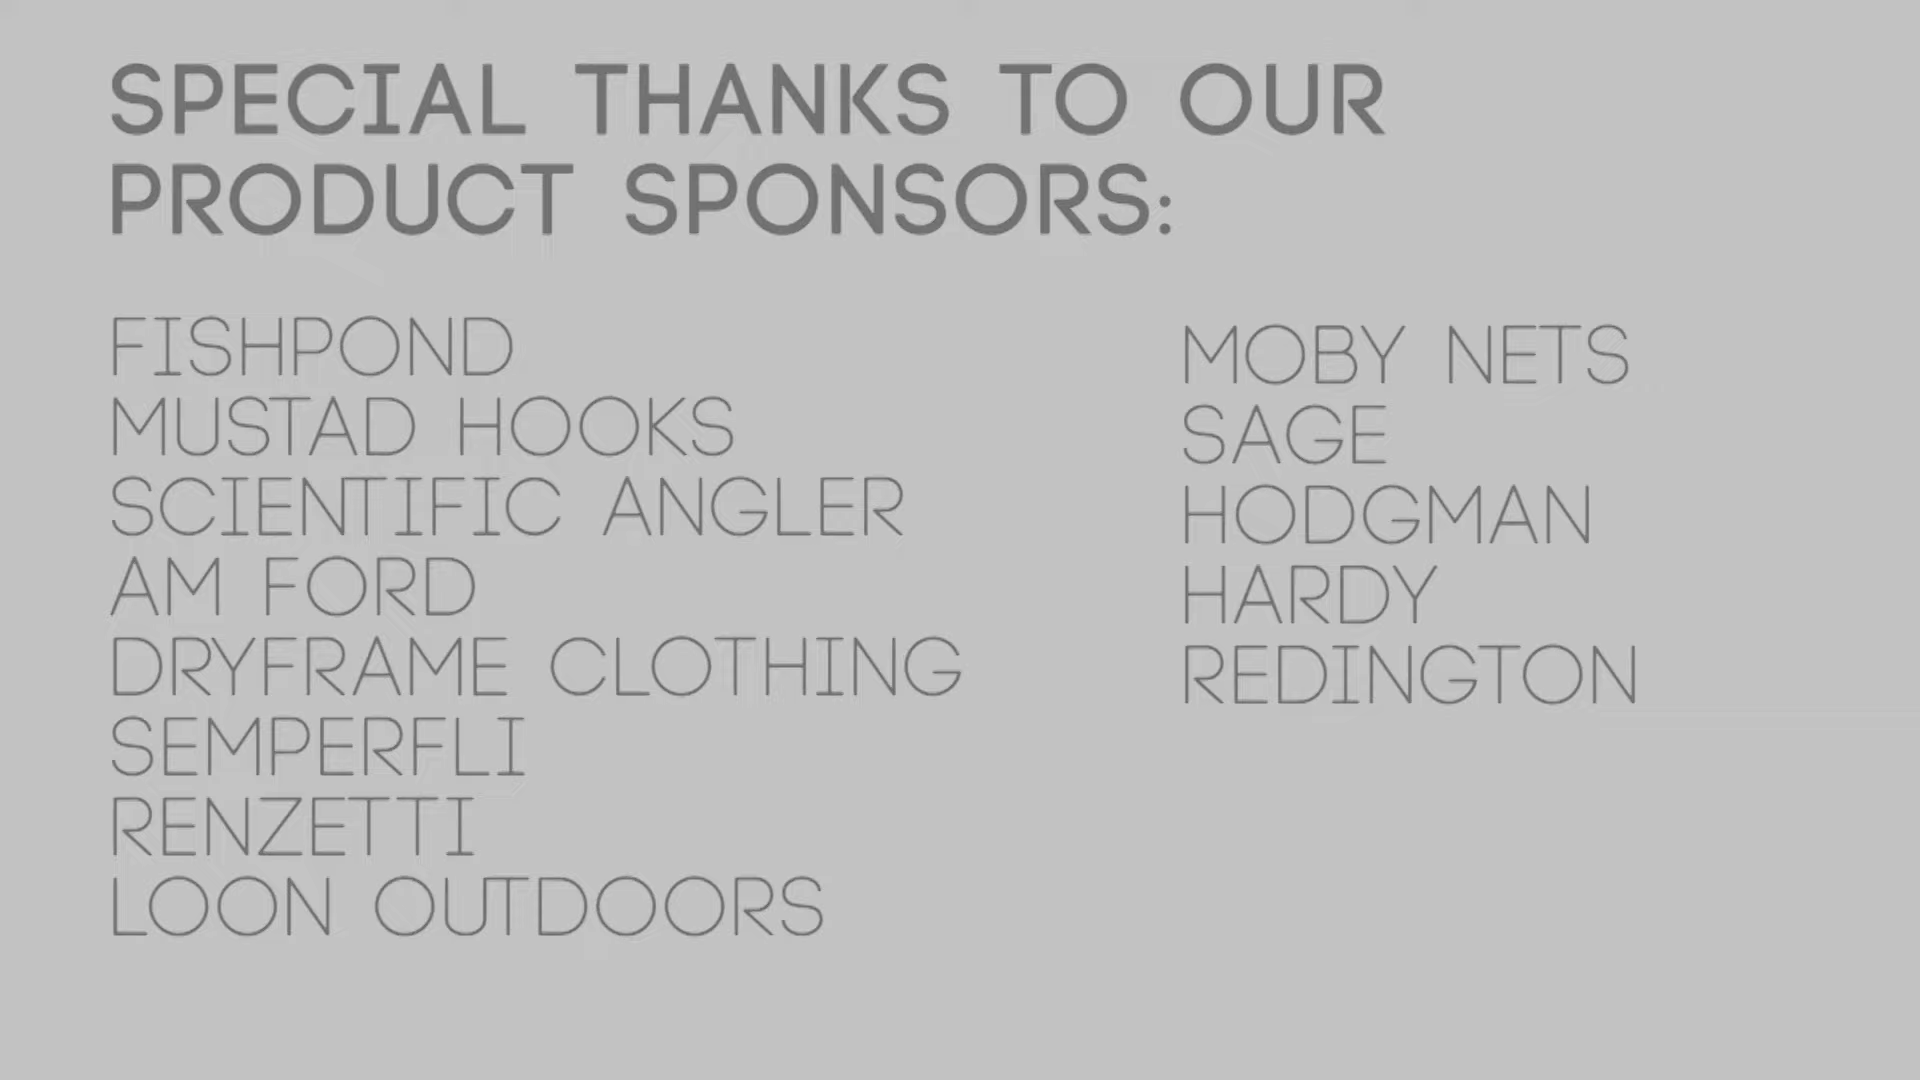 SPECIAL THANKS TO OUR
PRODUCT SPONSORS:
FISHPOND
MUSTAD HOOKS
SCIENTIFIC ANGLER
AM FORD
DRYFRAME CLOTHING
SEMPERFLI
RENZETTI
LOON OUTDOORS
MOBY NETS
SAGE
HODGMAN
HARDY
REDINGTON